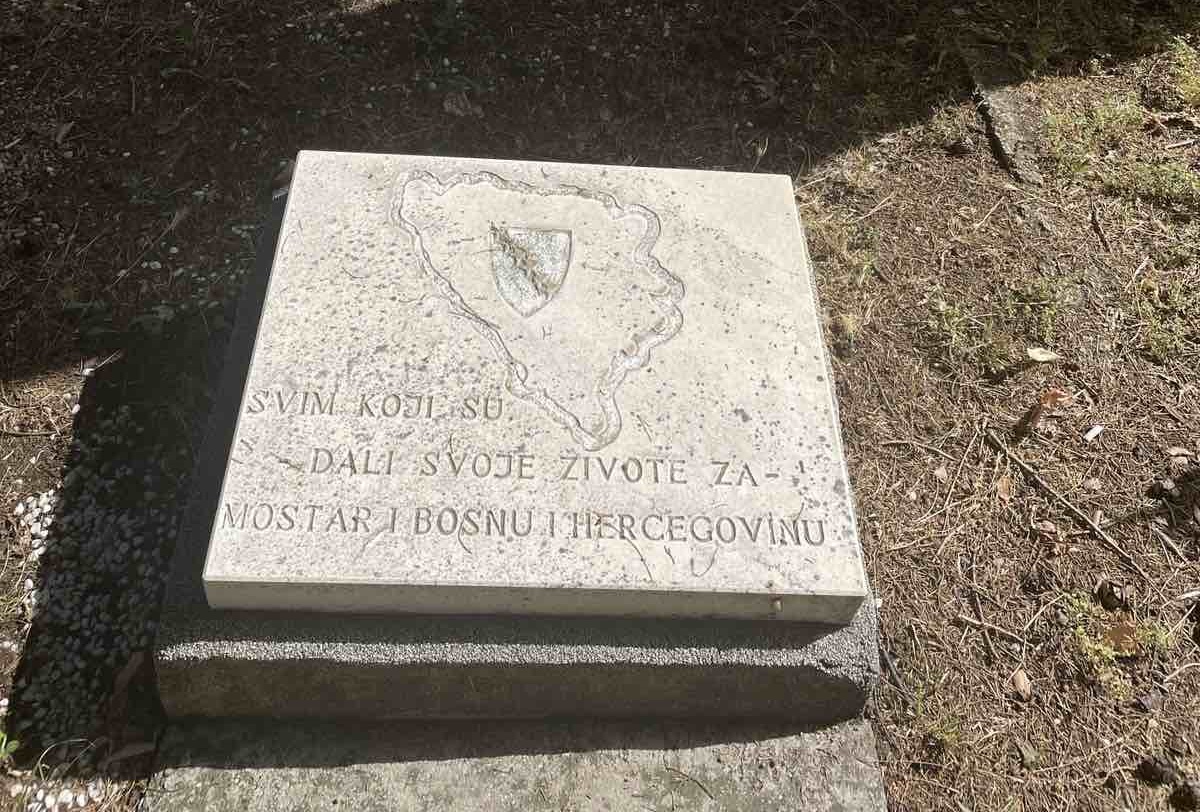 SVIM KOJI SU
- DALI SVOJE ZIVOTE ZA-
MOSTAR I BOSNU I HERCEGOVINU